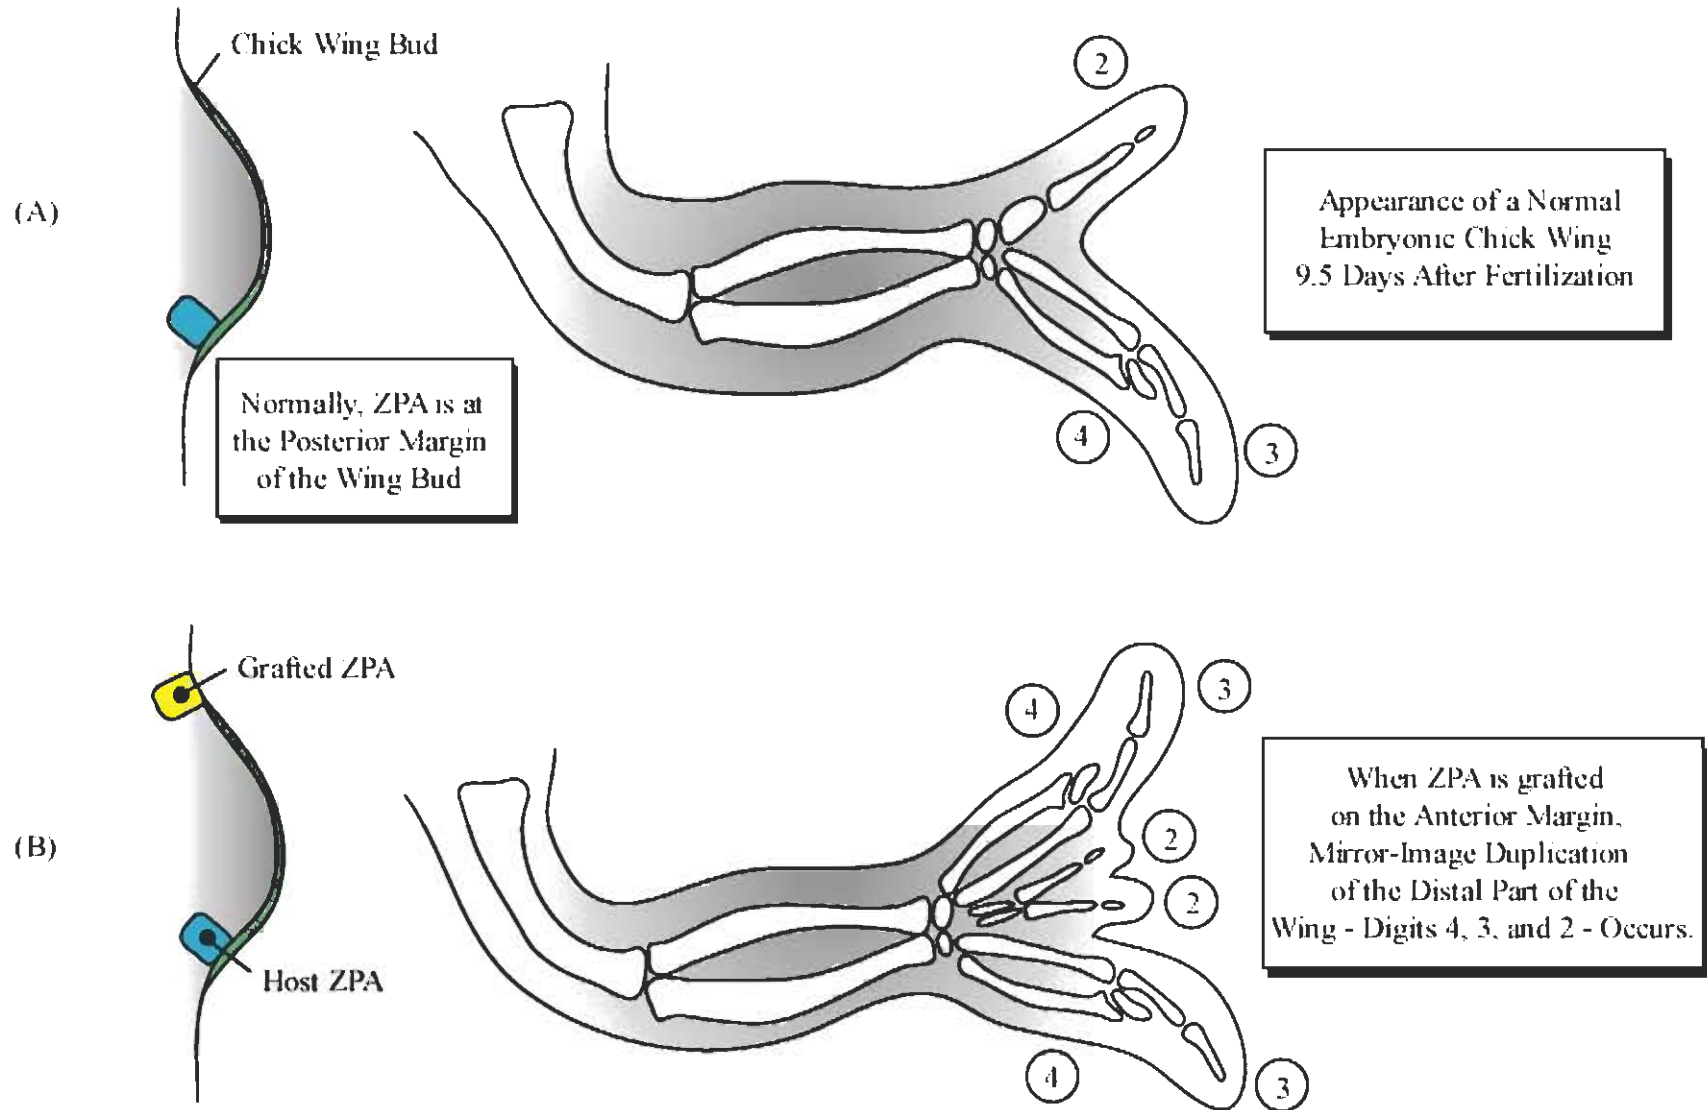 Chick Wing Bud
(A)
2
Appearance of a Normal
Embryonic Chick Wing
9.5 Days After Fertilization
Normally, ZPA is at
the Posterior Margin
of the Wing Bud
4
3
Grafted ZPA
(B)
Host ZPA
4
3
2
2
4
3
When ZPA is grafted
on the Anterior Margin,
Mirror-Image Duplication
of the Distal Part of the
Wing - Digits 4, 3, and 2 - Occurs.